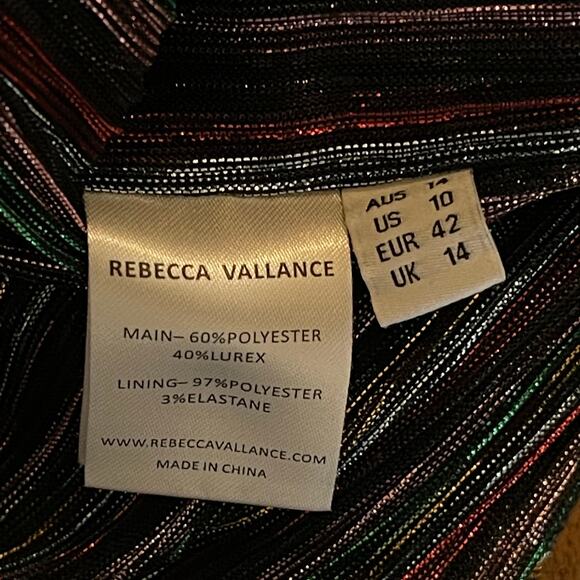 REBECCA VALLANCE
MAIN– 60%POLYESTER
40%LUREX
LINING– 97%POLYESTER
3%ELASTANE
WWW.REBECCAVALLANCE.COM
MADE IN CHINA
AUS 14
US 10
EUR 42
UK 14